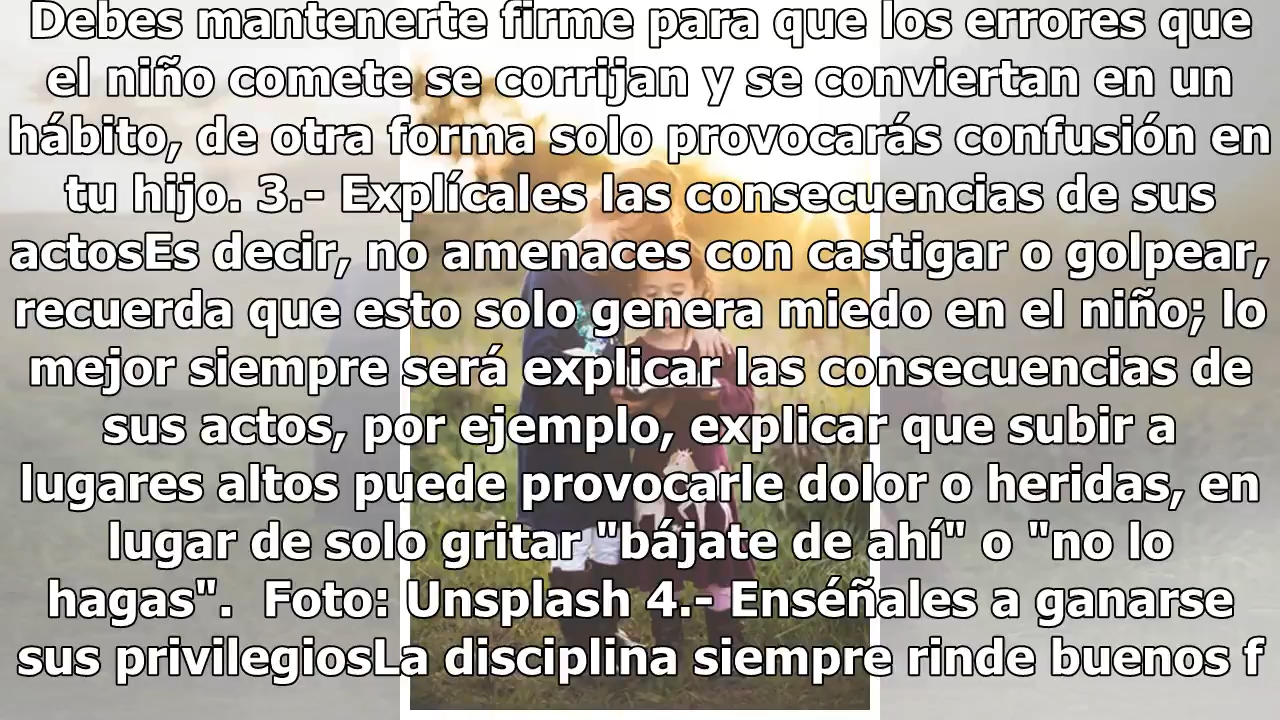 Debes mantenerte firme para que los errores que
el niño comete se corrijan y se conviertan en un
hábito, de otra forma solo provocarás confusión en
tu hijo. 3.- Explícales las consecuencias de sus
actosEs decir, no amenaces con castigar o golpear,
recuerda que esto solo genera miedo en el niño; lo
mejor siempre será explicar las consecuencias de
sus actos, por ejemplo, explicar que subir a
lugares altos puede provocarle dolor o heridas, en
lugar de solo gritar "bájate de ahí" o "no lo
hagas".  Foto: Unsplash 4.- Enséñales a ganarse
sus privilegiosLa disciplina siempre rinde buenos f